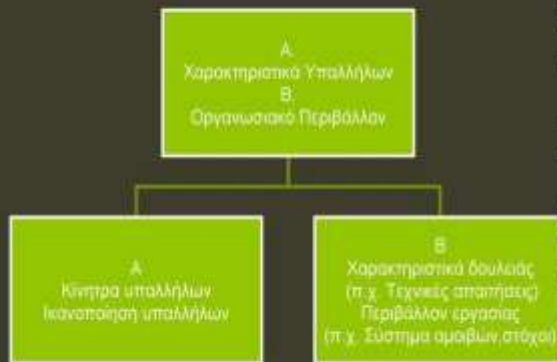 Α.
Χαρακτηριστικά Υπαλλήλων
Β.
Οργανωσιακό Περιβάλλον
Α
Κίνητρα υπαλλήλων
Ικανοποίηση υπαλλήλων
Β
Χαρακτηριστικά δουλειάς
(π.χ. Τεχνικές απαιτήσεις)
Περιβάλλον εργασίας
(π.χ. Σύστημα αμοιβών,στόχοι)